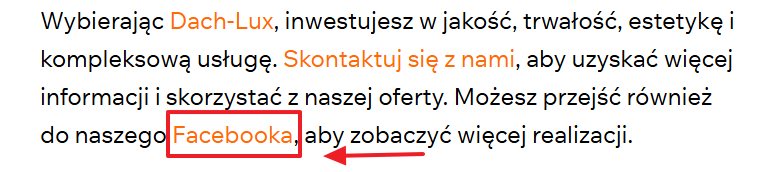 Wybierając Dach-Lux, inwestujesz w jakość, trwałość, estetykę i
kompleksową usługę. Skontaktuj się z nami, aby uzyskać więcej
informacji i skorzystać z naszej oferty. Możesz przejść również
do naszego Facebooka, aby zobaczyć więcej realizacji.